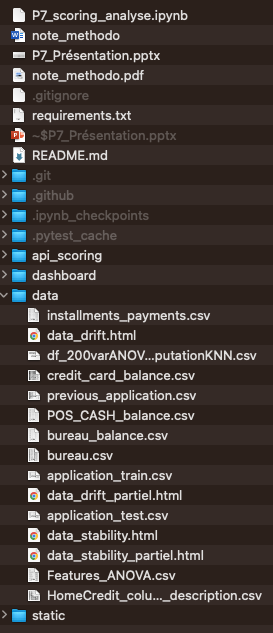 P7_scoring_analyse.ipynb
note_methodo
P7_Présentation.pptx
note_methodo.pdf
.gitignore
requirements.txt
~$P7_Présentation.pptx
README.md
.git
.github
.ipynb_checkpoints
.pytest_cache
api_scoring
dashboard
data
installments_payments.csv
data_drift.html
df_200varANOV...putationKNN.csv
credit_card_balance.csv
previous_application.csv
POS_CASH_balance.csv
bureau_balance.csv
bureau.csv
application_train.csv
data_drift_partiel.html
application_test.csv
data_stability.html
data_stability_partiel.html
Features_ANOVA.csv
HomeCredit_colu..._description.csv
static